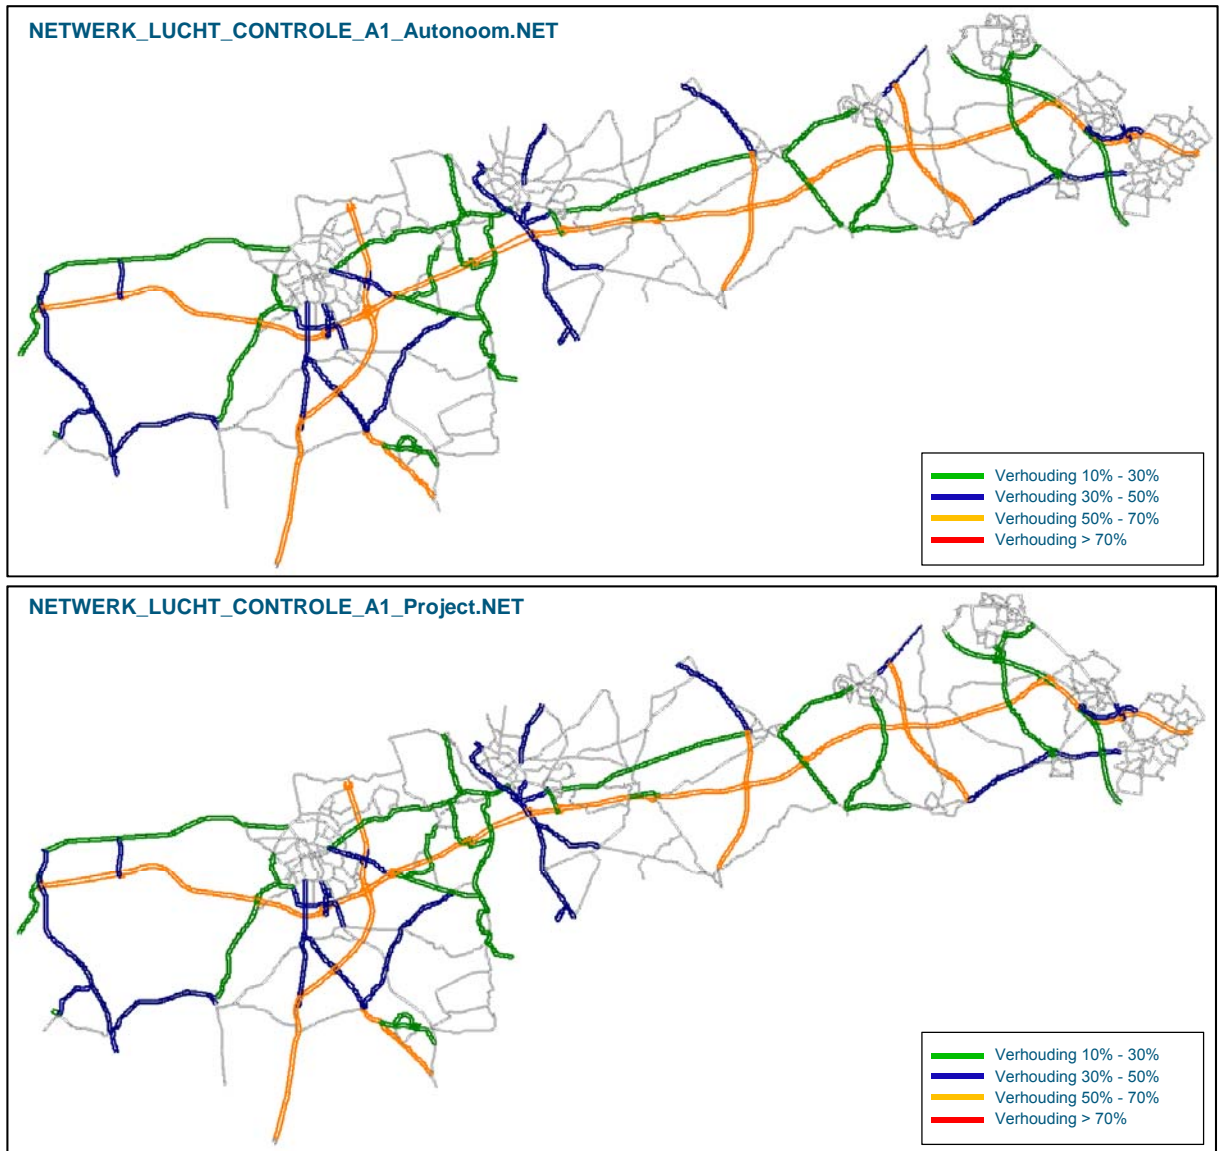 NETWERK_LUCHT_CONTROLE_A1_Autonoom.NET
Verhouding 10% - 30%
Verhouding 30% - 50%
Verhouding 50% - 70%
Verhouding > 70%
NETWERK_LUCHT_CONTROLE_A1_Project.NET
Verhouding 10% - 30%
Verhouding 30% - 50%
Verhouding 50% - 70%
Verhouding > 70%